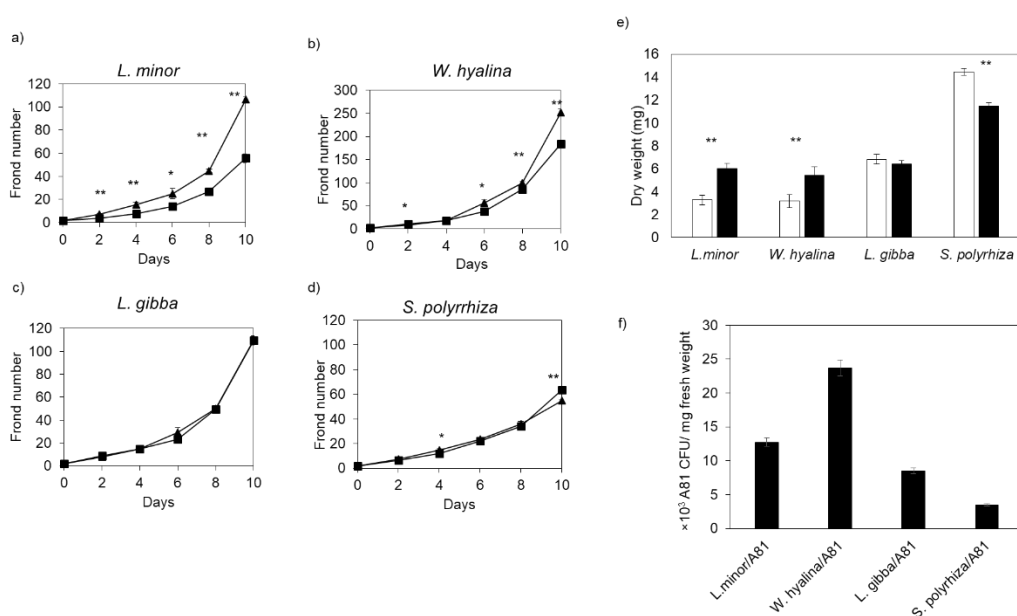 a)
L. minor
Frond number
120
100
80
60
40
20
0
** ** * ** **
0 2 4 6 8 10
Days
b)
W. hyalina
Frond number
300
250
200
150
100
50
0
* * ** **
0 2 4 6 8 10
Days
c)
L. gibba
Frond number
120
100
80
60
40
20
0
0 2 4 6 8 10
Days
d)
S. polyrrhiza
Frond number
120
100
80
60
40
20
0
* **
0 2 4 6 8 10
Days
e)
Dry weight (mg)
16
14
12
10
8
6
4
2
0
** ** **
L.minor W. hyalina L. gibba S. polyrhiza
f)
×10³ A81 CFU/ mg fresh weight
30
25
20
15
10
5
0
L.minor/A81
W. hyalina/A81
L. gibba/A81
S. polyrhiza/A81